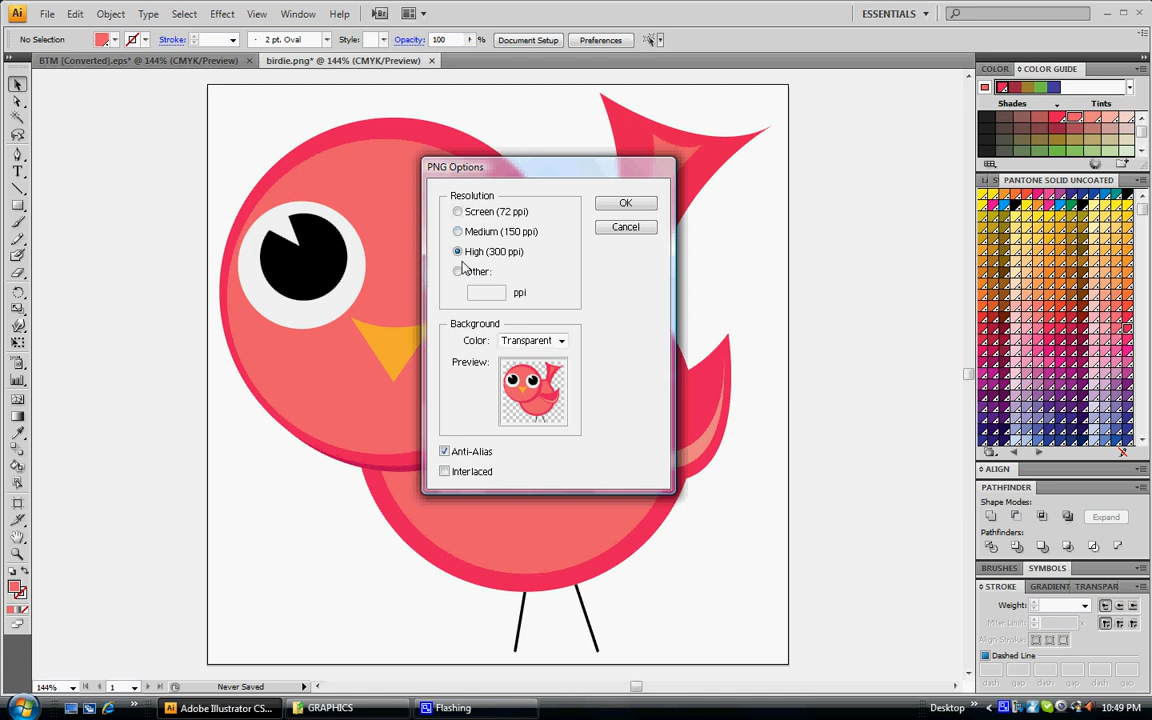 Ai File Edit Object Type Select Effect View Window Help Br ESSENTIALS
No Selection Stroke: 2 pt. Oval Style: Opacity: 100 % Document Setup Preferences
BTM [Converted].eps* @ 144% (CMYK/Preview) × birdie.png* @ 144% (CMYK/Preview) ×
COLOR COLOR GUIDE
Shades Tints
PANTONE SOLID UNCOATED
PNG Options
Resolution
Screen (72 ppi)
Medium (150 ppi)
High (300 ppi)
Other:
ppi
OK
Cancel
Background
Color: Transparent
Preview:
Anti-Alias
Interlaced
ALIGN
PATHFINDER
Shape Modes:
Expand
Pathfinders:
BRUSHES SYMBOLS
STROKE GRADIENT TRANSPAR
Weight:
Miter Limit: x
Align Stroke:
Dashed Line
dash gap dash gap dash gap
144% 1 Never Saved
Ai Adobe Illustrator CS... GRAPHICS Flashing Desktop 10:49 PM